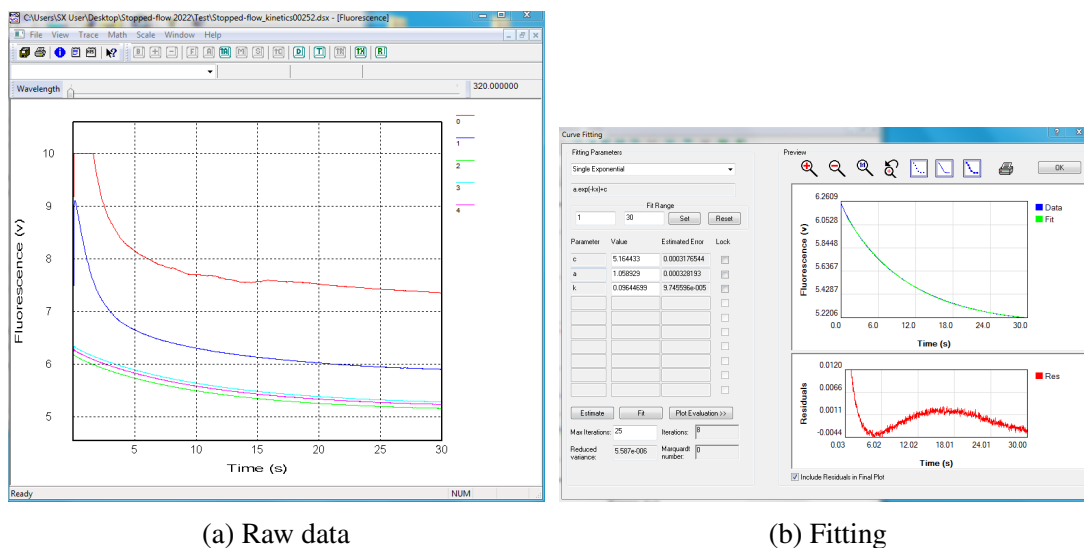 C:\Users\SX User\Desktop\Stopped-flow 2022\Test\Stopped-flow_kinetics00252.dsx - [Fluorescence]
File View Trace Math Scale Window Help
Wavelength
320.000000
0
1
2
3
4
10
9
8
7
6
5
Fluorescence (v)
5 10 15 20 25 30
Time (s)
Ready
NUM
(a) Raw data
Curve Fitting
Fitting Parameters
Single Exponential
a.exp(-kx)+c
Fit Range
1 30 Set Reset
Parameter Value Estimated Error Lock
c 5.164433 0.0003176544
a 1.058929 0.000328193
k 0.09644699 9.745596e-005
Estimate Fit Plot Evaluation >>
Max Iterations: 25 Iterations: 8
Reduced variance: 5.587e-006 Marquardt number: 0
Preview
OK
6.2609
6.0528
5.8448
5.6367
5.4287
5.2206
Fluorescence (v)
Data
Fit
0.0 6.0 12.0 18.0 24.0 30.0
Time (s)
0.0120
0.0066
0.0011
-0.0044
Residuals
Res
0.03 6.02 12.02 18.01 24.01 30.00
Time (s)
Include Residuals in Final Plot
(b) Fitting